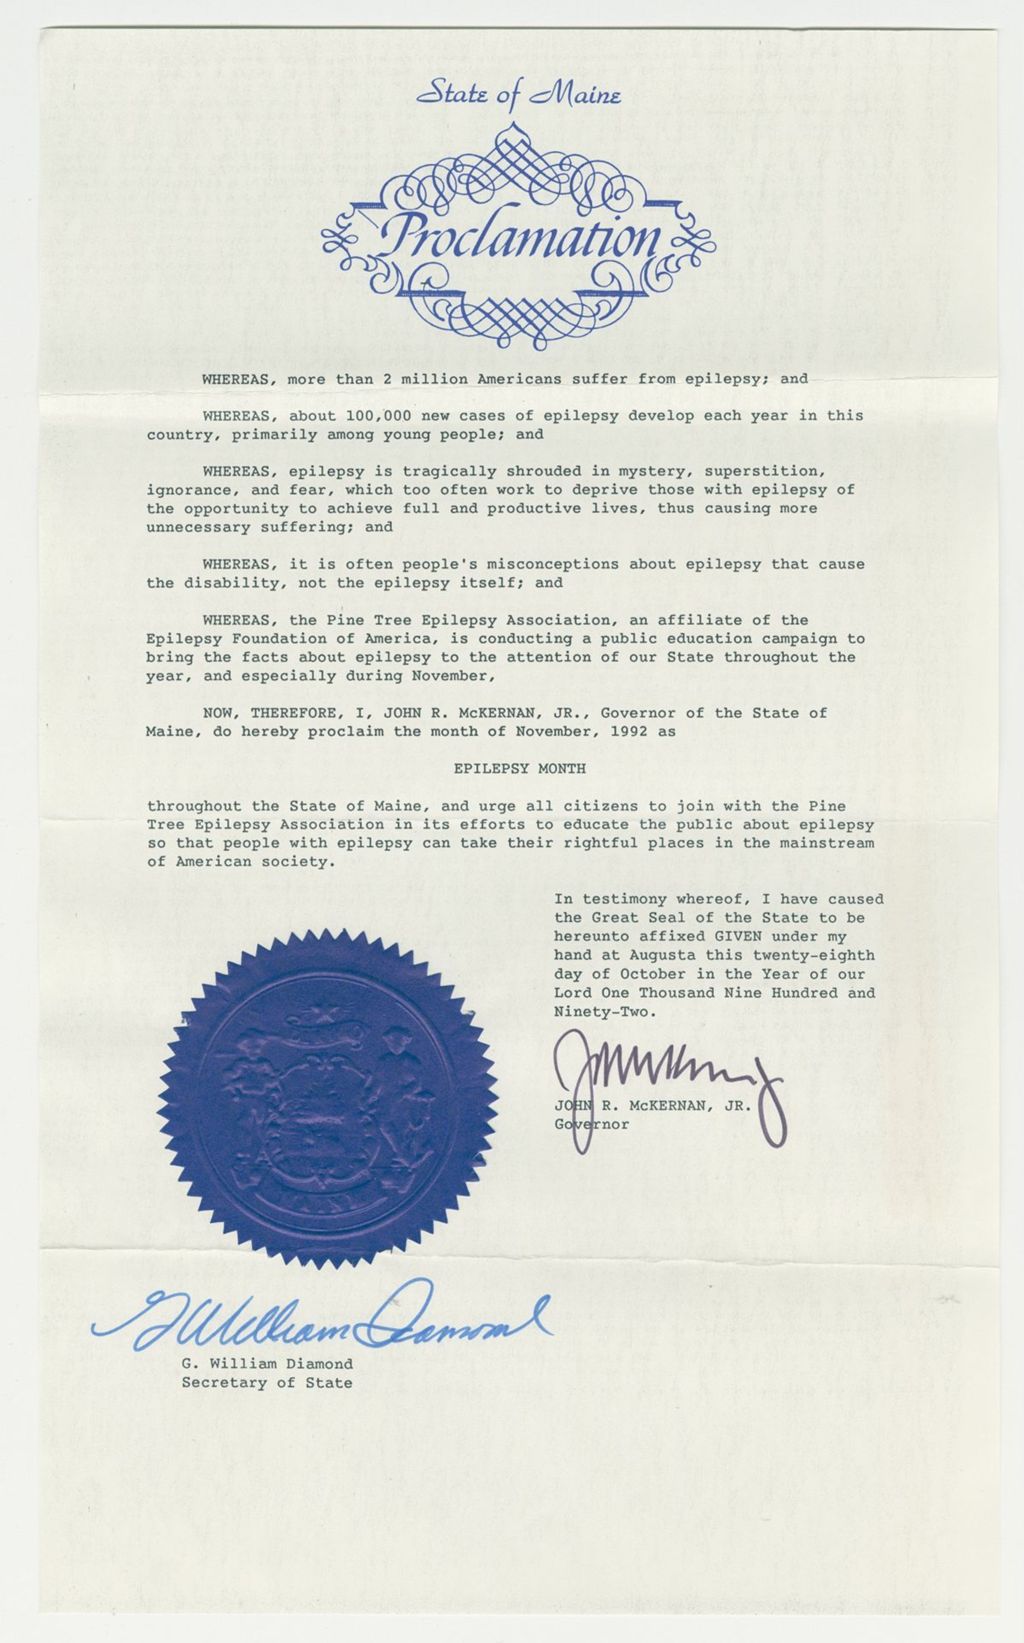 State of Maine
Proclamation
WHEREAS, more than 2 million Americans suffer from epilepsy; and
WHEREAS, about 100,000 new cases of epilepsy develop each year in this
country, primarily among young people; and
WHEREAS, epilepsy is tragically shrouded in mystery, superstition,
ignorance, and fear, which too often work to deprive those with epilepsy of
the opportunity to achieve full and productive lives, thus causing more
unnecessary suffering; and
WHEREAS, it is often people's misconceptions about epilepsy that cause
the disability, not the epilepsy itself; and
WHEREAS, the Pine Tree Epilepsy Association, an affiliate of the
Epilepsy Foundation of America, is conducting a public education campaign to
bring the facts about epilepsy to the attention of our State throughout the
year, and especially during November,
NOW, THEREFORE, I, JOHN R. McKERNAN, JR., Governor of the State of
Maine, do hereby proclaim the month of November, 1992 as
EPILEPSY MONTH
throughout the State of Maine, and urge all citizens to join with the Pine
Tree Epilepsy Association in its efforts to educate the public about epilepsy
so that people with epilepsy can take their rightful places in the mainstream
of American society.
In testimony whereof, I have caused
the Great Seal of the State to be
hereunto affixed GIVEN under my
hand at Augusta this twenty-eighth
day of October in the Year of our
Lord One Thousand Nine Hundred and
Ninety-Two.
JOHN R. McKERNAN, JR.
Governor
MAINE
G William Diamond
G. William Diamond
Secretary of State